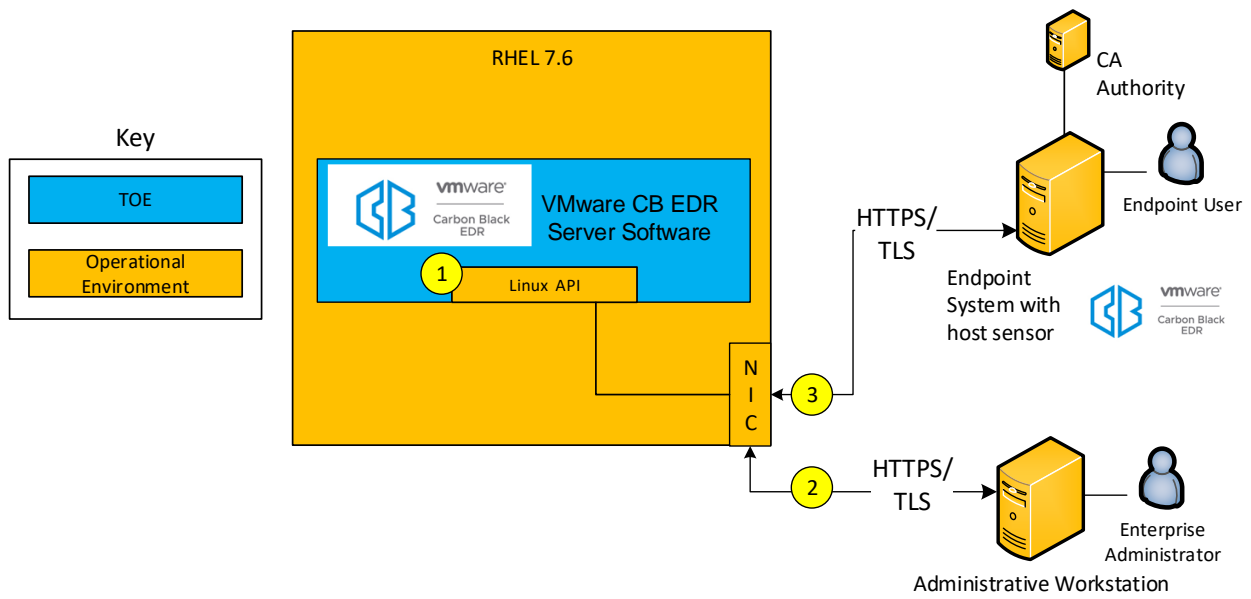 Key
TOE
Operational
Environment
RHEL 7.6
vmware®
Carbon Black
EDR
VMware CB EDR
Server Software
1
Linux API
N
I
C
3
HTTPS/
TLS
2
HTTPS/
TLS
CA
Authority
Endpoint User
Endpoint
System with
host sensor
vmware®
Carbon Black
EDR
Enterprise
Administrator
Administrative Workstation